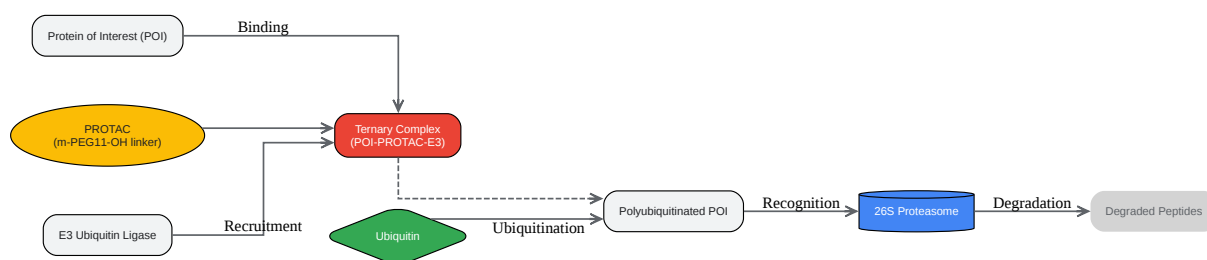 Binding
Protein of Interest (POI)
PROTAC
(m-PEG11-OH linker)
Ternary Complex
(POI-PROTAC-E3)
E3 Ubiquitin Ligase
Recruitment
Ubiquitin
Ubiquitination
Polyubiquitinated POI
Recognition
26S Proteasome
Degradation
Degraded Peptides